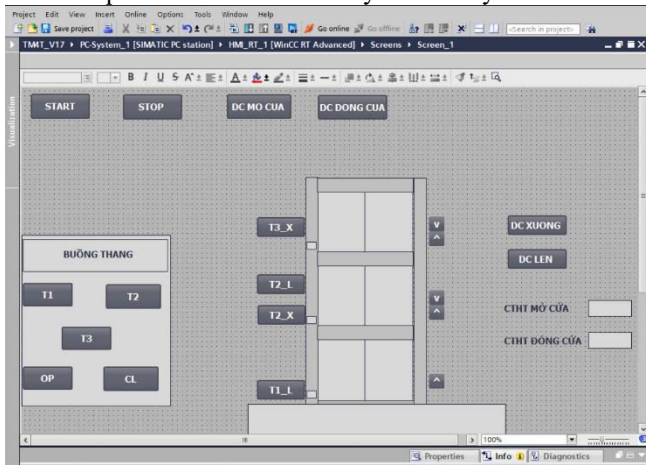 Project Edit View Insert Online Options Tools Window Help
Save project Go online Go offline <Search in project>
TM4T_V17 ▸ PC-System_1 [SIMATIC PC station] ▸ HMI_RT_1 [WinCC RT Advanced] ▸ Screens ▸ Screen_1
B I U S A
Visualization
START STOP DC MO CUA DC DONG CUA
T3_X V DC XUONG
^
BUỒNG THANG DC LEN
T1 T2 T2_L V
T2_X ^ CTHT MỞ CỬA
T3 CTHT ĐÓNG CỬA
OP CL T1_L ^
100%
Properties Info Diagnostics